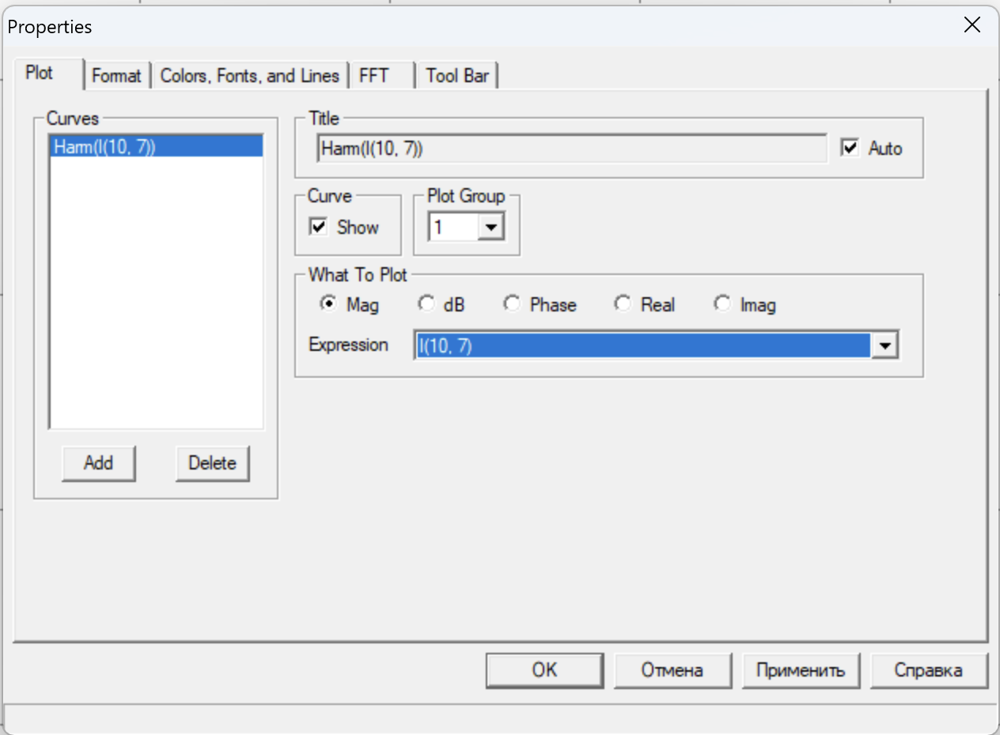 Properties
Plot Format Colors, Fonts, and Lines FFT Tool Bar
Curves
Harm(I(10, 7))
Add Delete
Title
Harm(I(10, 7)) Auto
Curve
Show
Plot Group
1
What To Plot
Mag dB Phase Real Imag
Expression I(10, 7)
OK Отмена Применить Справка